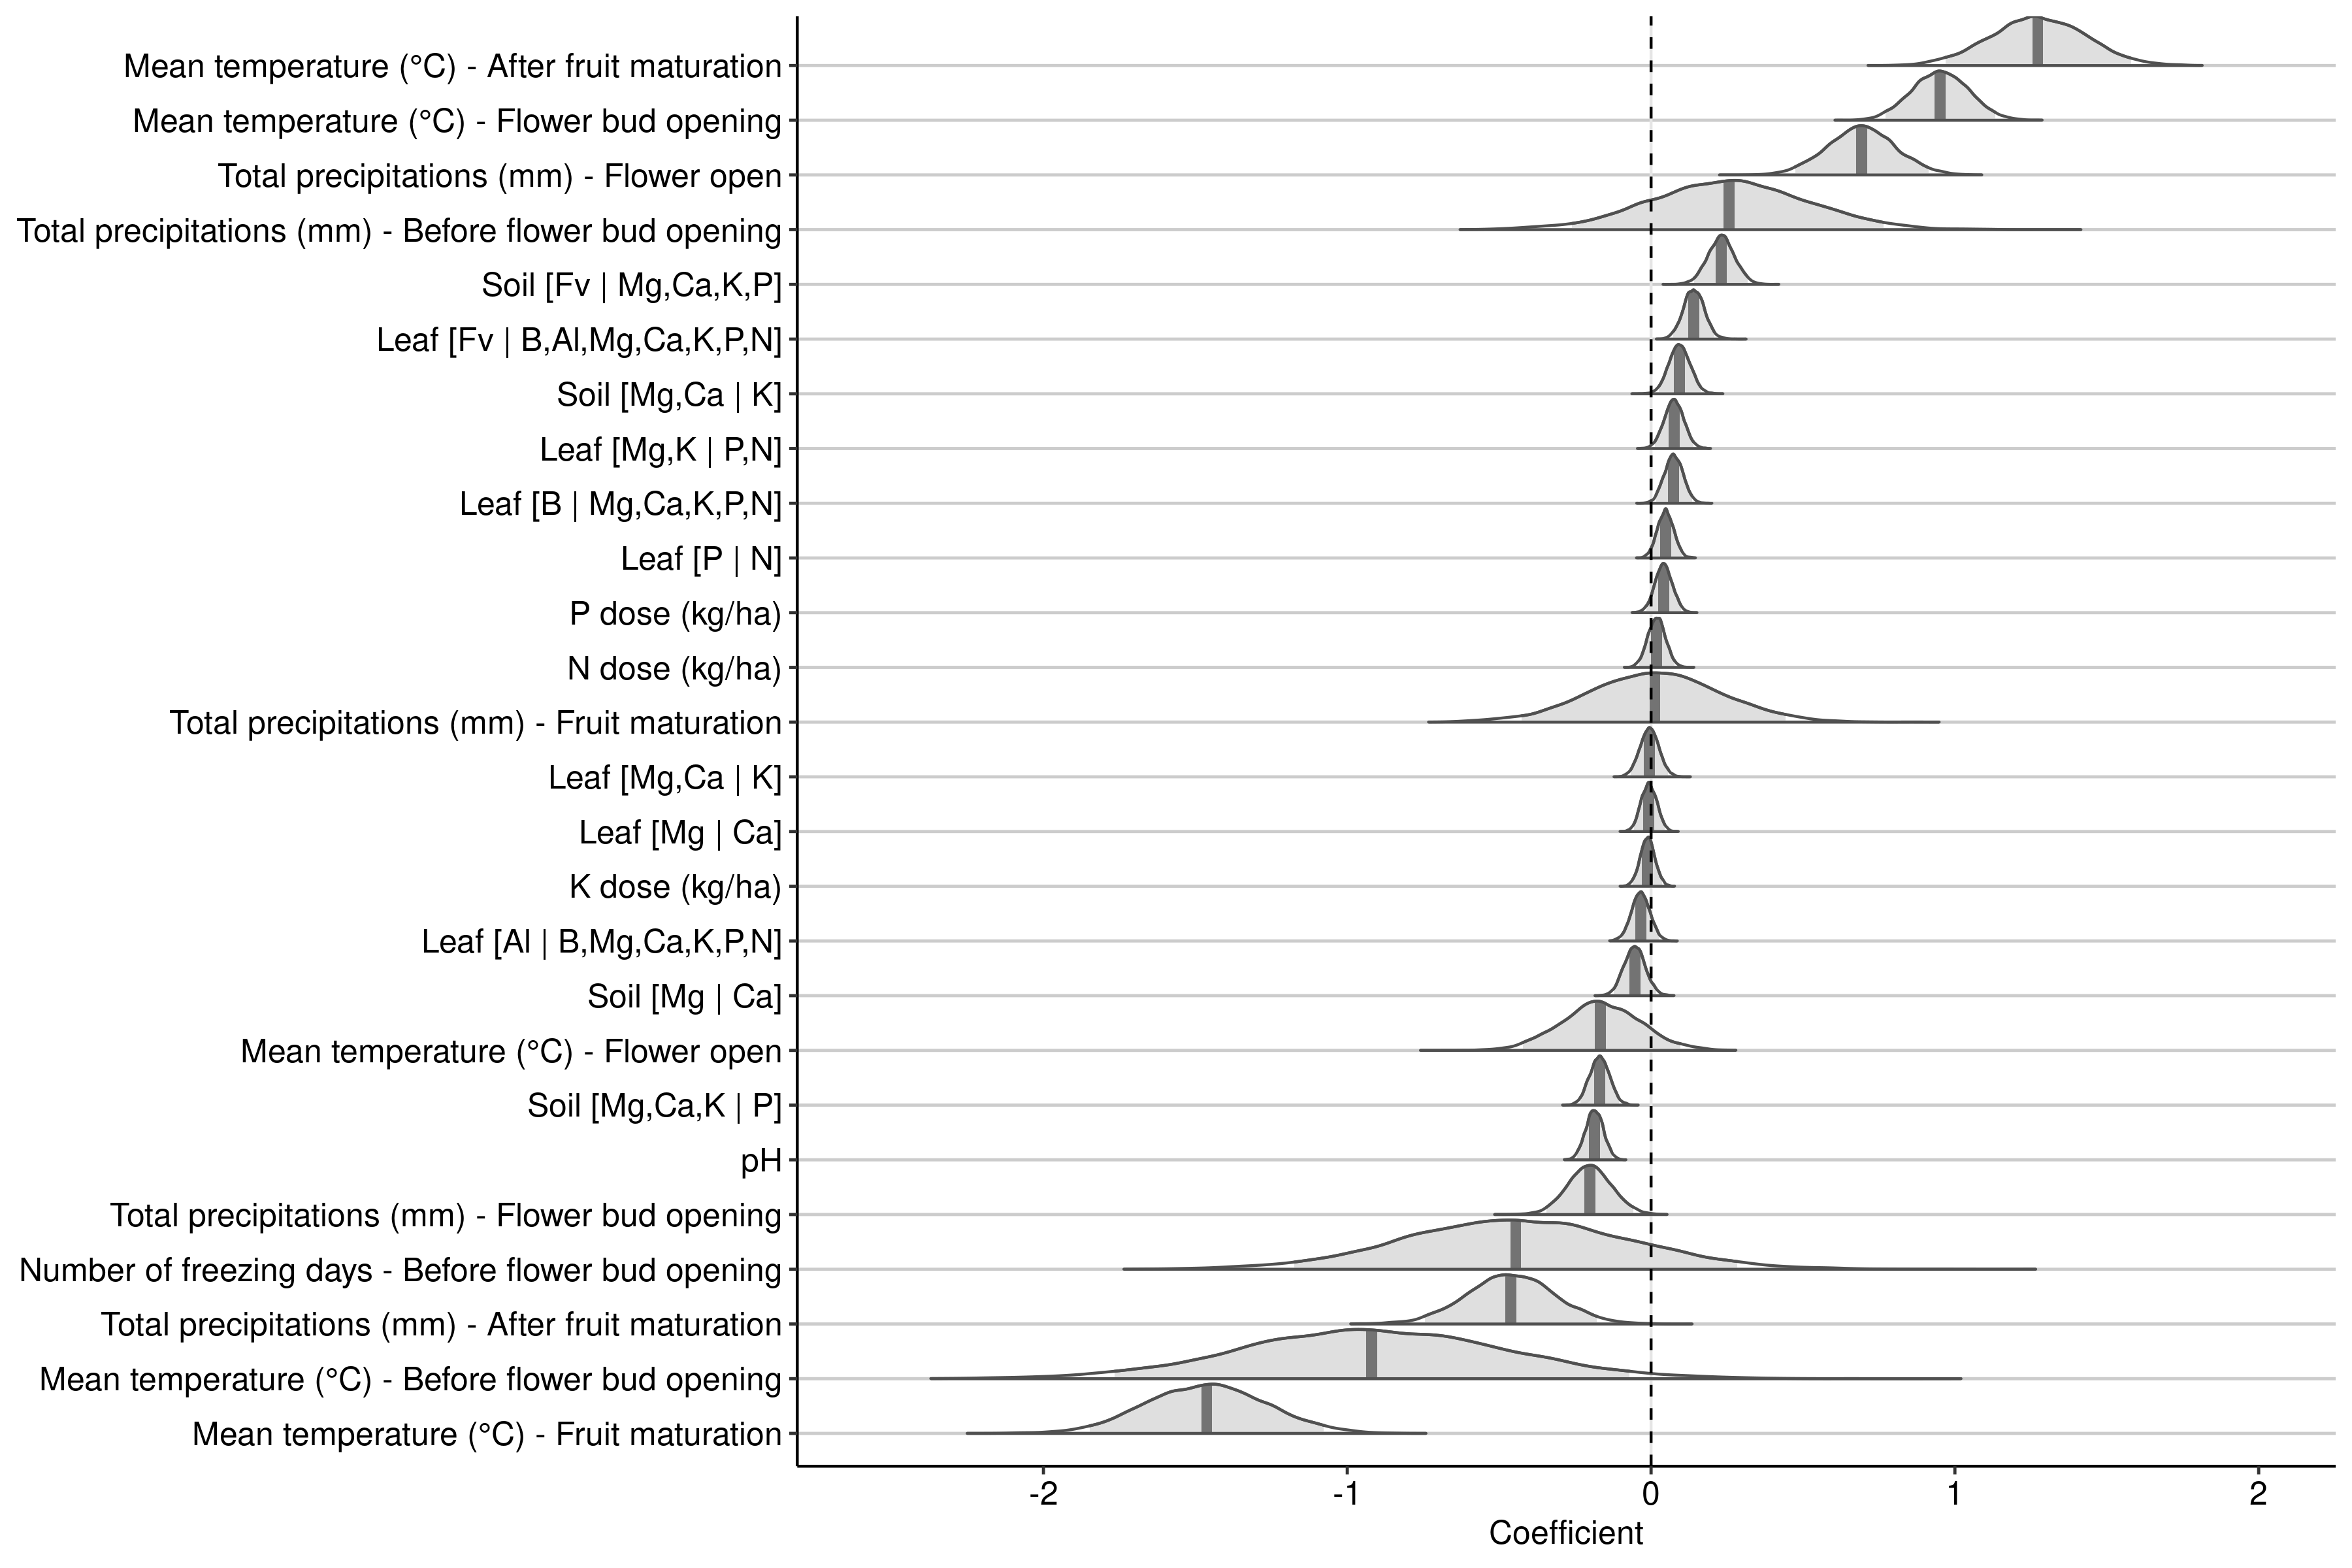 Mean temperature (°C) - After fruit maturation
Mean temperature (°C) - Flower bud opening
Total precipitations (mm) - Flower open
Total precipitations (mm) - Before flower bud opening
Soil [Fv | Mg,Ca,K,P]
Leaf [Fv | B,Al,Mg,Ca,K,P,N]
Soil [Mg,Ca | K]
Leaf [Mg,K | P,N]
Leaf [B | Mg,Ca,K,P,N]
Leaf [P | N]
P dose (kg/ha)
N dose (kg/ha)
Total precipitations (mm) - Fruit maturation
Leaf [Mg,Ca | K]
Leaf [Mg | Ca]
K dose (kg/ha)
Leaf [Al | B,Mg,Ca,K,P,N]
Soil [Mg | Ca]
Mean temperature (°C) - Flower open
Soil [Mg,Ca,K | P]
pH
Total precipitations (mm) - Flower bud opening
Number of freezing days - Before flower bud opening
Total precipitations (mm) - After fruit maturation
Mean temperature (°C) - Before flower bud opening
Mean temperature (°C) - Fruit maturation
-2 -1 0 1 2
Coefficient